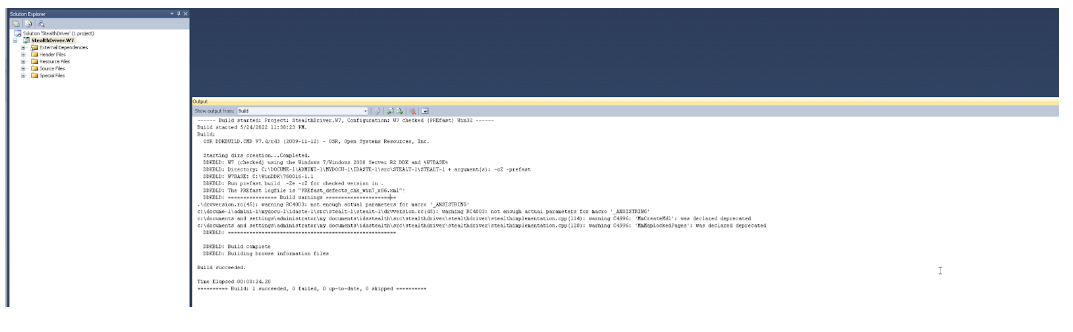 Solution Explorer
Solution 'StealthDriver' (1 project)
StealthDriver.W7
External Dependencies
Header Files
Resource Files
Source Files
Special Files
Output
Show output from: Build
------ Build started: Project: StealthDriver.W7, Configuration: W7 checked (PREfast) Win32 ------
Build started 5/24/2022 11:38:23 PM.
Build:
OSR DDKBUILD.CMD V7.4/r43 (2009-11-12) - OSR, Open Systems Resources, Inc.
Starting dirs creation...Completed.
DDKBLD: W7 (checked) using the Windows 7/Windows 2008 Server R2 DDK and %W7BASE%
DDKBLD: Directory: C:\DOCUME~1\ADMINI~1\MYDOCU~1\IDASTE~1\src\STEALT~1\STEALT~1 + argument(s): -cZ -prefast
DDKBLD: W7BASE: C:\WinDDK\7600~16~1.1
DDKBLD: Run prefast build -Ze -cZ for checked version in .
DDKBLD: The PREfast logfile is "PREfast_defects_chk_win7_x86.xml"!
DDKBLD: =============== Build warnings =======================
.\drvversion.rc(45): warning RC4003: not enough actual parameters for macro '_ANSISTRING'
c:\docume~1\admini~1\mydocu~1\idaste~1\src\stealt~1\stealt~1\drvversion.rc(45): warning RC4003: not enough actual parameters for macro '_ANSISTRING'
c:\documents and settings\administrator\my documents\idastealth\src\stealthdriver\stealthdriver\stealthimplementation.cpp(114): warning C4996: 'MmCreateMdl': was declared deprecated
c:\documents and settings\administrator\my documents\idastealth\src\stealthdriver\stealthdriver\stealthimplementation.cpp(118): warning C4996: 'MmMapLockedPages': was declared deprecated
DDKBLD: =======================================================
DDKBLD: Build complete
DDKBLD: Building browse information files
Build succeeded.
Time Elapsed 00:00:24.20
========== Build: 1 succeeded, 0 failed, 0 up-to-date, 0 skipped ==========